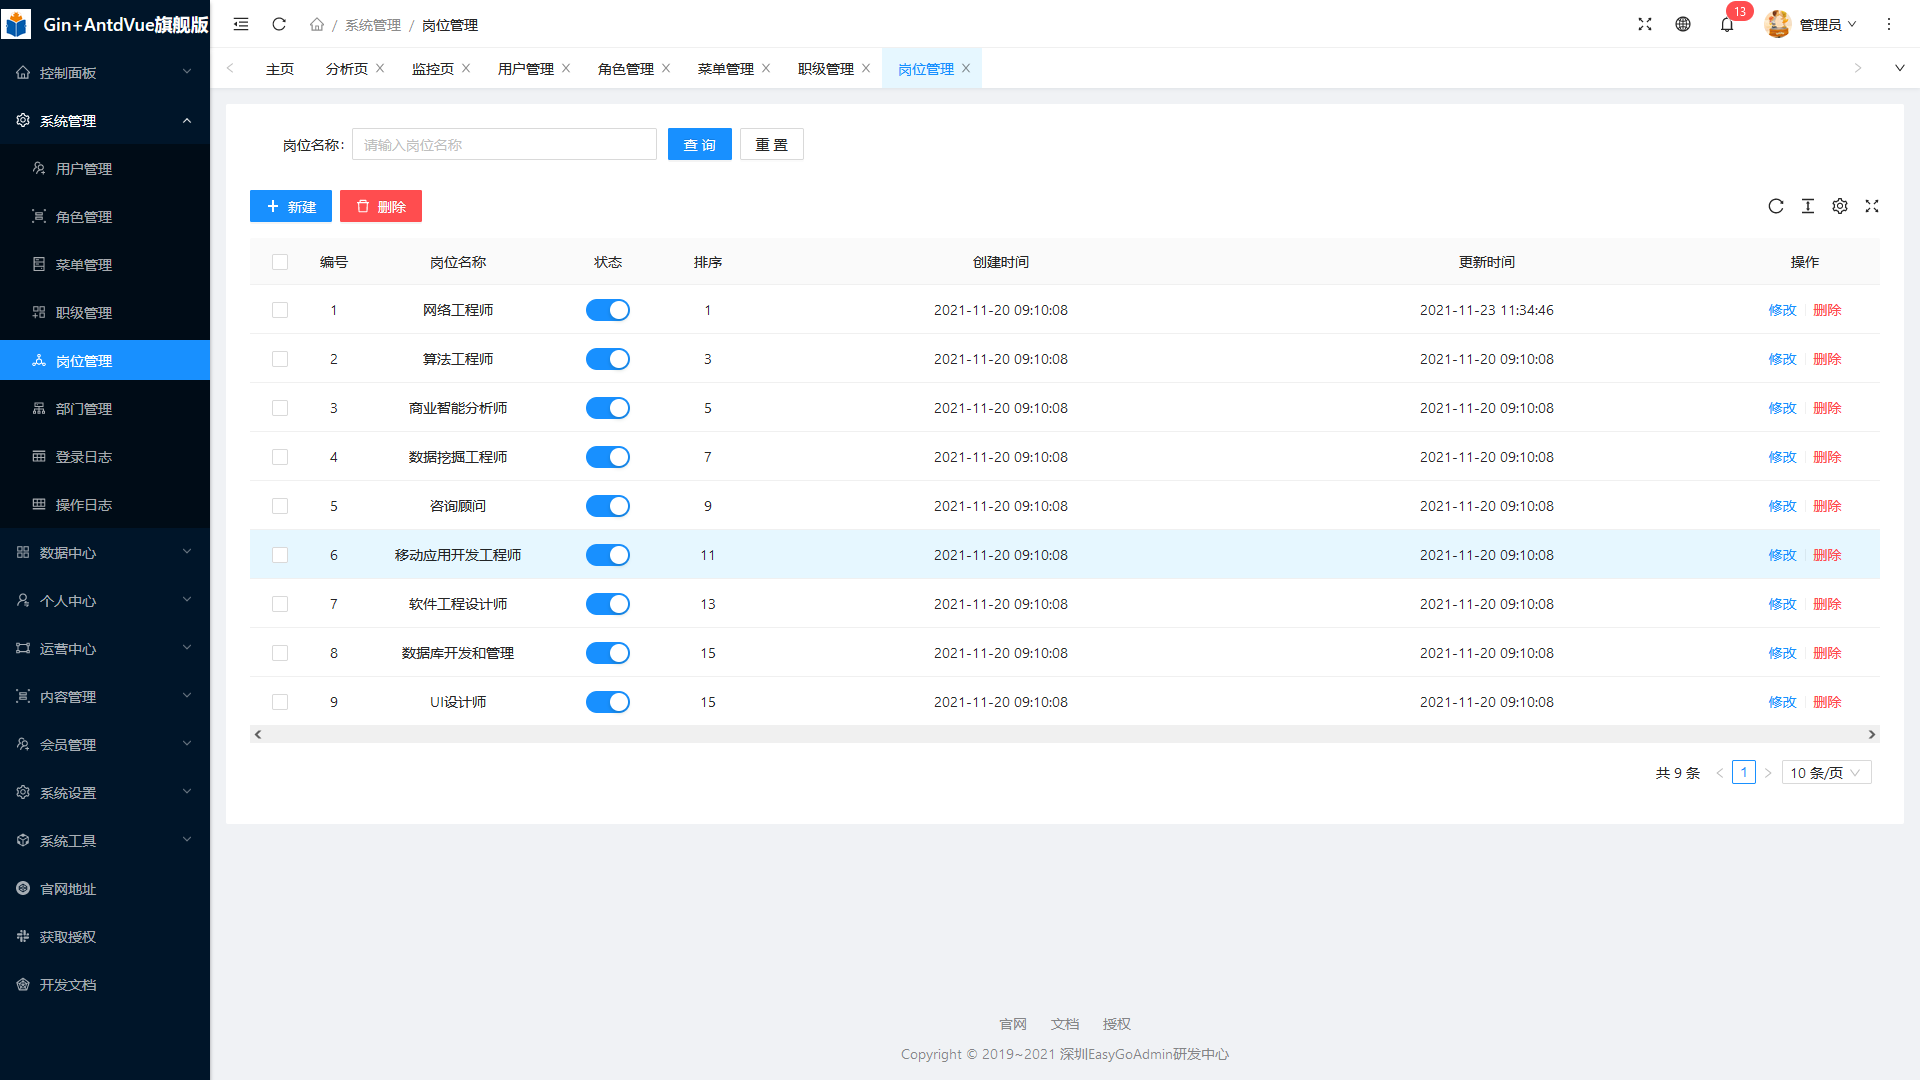 Gin+AntdVue旗舰版
控制面板
系统管理
用户管理
角色管理
菜单管理
职级管理
岗位管理
部门管理
登录日志
操作日志
数据中心
个人中心
运营中心
内容管理
会员管理
系统设置
系统工具
官网地址
获取授权
开发文档
/ 系统管理 / 岗位管理
13
管理员
主页 分析页 监控页 用户管理 角色管理 菜单管理 职级管理 岗位管理
岗位名称: 请输入岗位名称 查 询 重 置
新建 删除
编号 岗位名称 状态 排序 创建时间 更新时间 操作
1 网络工程师 1 2021-11-20 09:10:08 2021-11-23 11:34:46 修改 删除
2 算法工程师 3 2021-11-20 09:10:08 2021-11-20 09:10:08 修改 删除
3 商业智能分析师 5 2021-11-20 09:10:08 2021-11-20 09:10:08 修改 删除
4 数据挖掘工程师 7 2021-11-20 09:10:08 2021-11-20 09:10:08 修改 删除
5 咨询顾问 9 2021-11-20 09:10:08 2021-11-20 09:10:08 修改 删除
6 移动应用开发工程师 11 2021-11-20 09:10:08 2021-11-20 09:10:08 修改 删除
7 软件工程设计师 13 2021-11-20 09:10:08 2021-11-20 09:10:08 修改 删除
8 数据库开发和管理 15 2021-11-20 09:10:08 2021-11-20 09:10:08 修改 删除
9 UI设计师 15 2021-11-20 09:10:08 2021-11-20 09:10:08 修改 删除
共 9 条 1 10 条/页
官网 文档 授权
Copyright © 2019~2021 深圳EasyGoAdmin研发中心